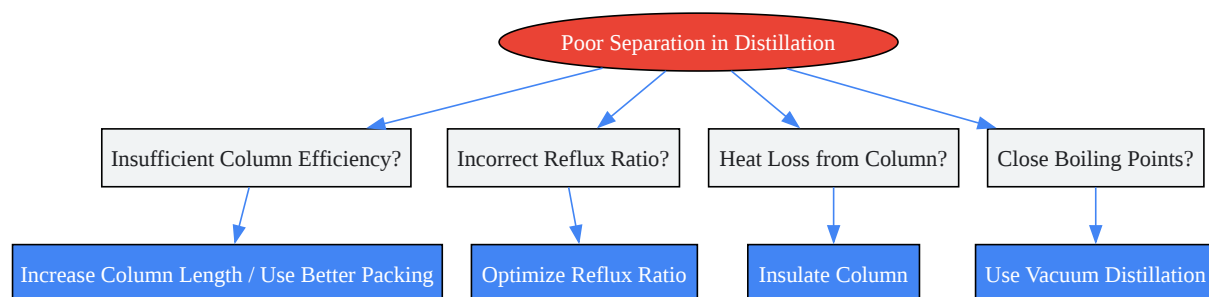 Poor Separation in Distillation
Insufficient Column Efficiency?
Incorrect Reflux Ratio?
Heat Loss from Column?
Close Boiling Points?
Increase Column Length / Use Better Packing
Optimize Reflux Ratio
Insulate Column
Use Vacuum Distillation